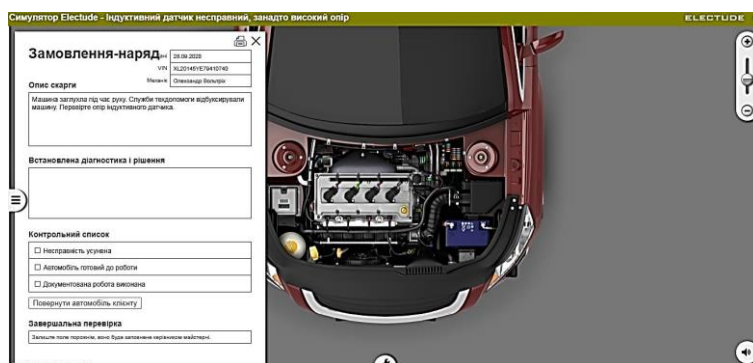 Симулятор Electude - Індуктивний датчик несправний, занадто високий опір
ELECTUDE
Замовлення-наряд
28.09.2020
VIN XL20145YE79410740
Механік Олександр Вольтрік
Опис скарги
Машина заглухла під час руху. Служби техдопомоги відбуксирували
машину. Перевірте опір індуктивного датчика.
Встановлена діагностика і рішення
Контрольний список
Несправність усунена
Автомобіль готовий до роботи
Документована робота виконана
Повернути автомобіль клієнту
Завершальна перевірка
Залиште поле порожнім, воно буде заповнене керівником майстерні.